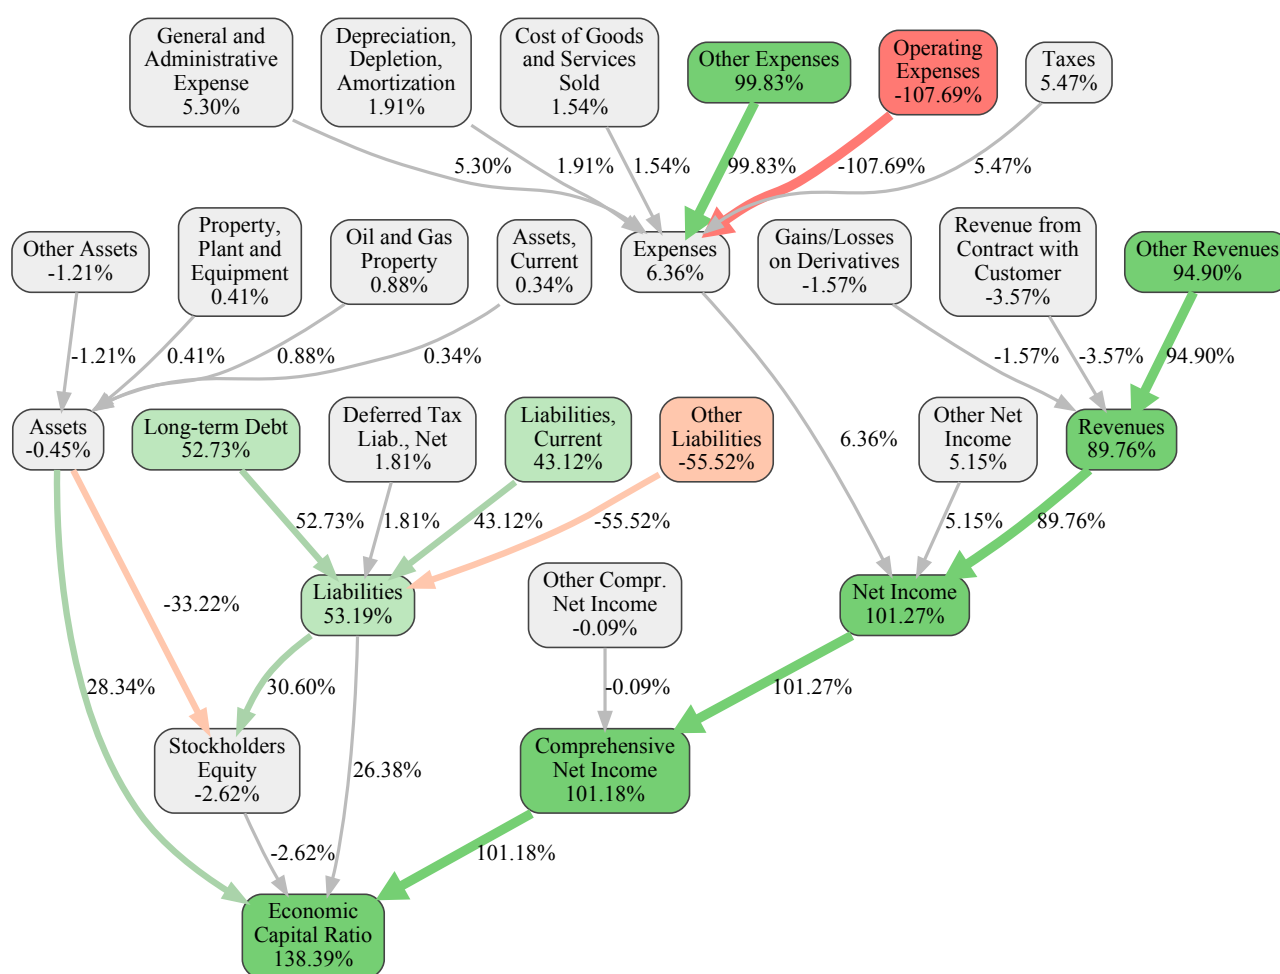 General and
Administrative
Expense
5.30%
Depreciation,
Depletion,
Amortization
1.91%
Cost of Goods
and Services
Sold
1.54%
Other Expenses
99.83%
Operating
Expenses
-107.69%
Taxes
5.47%
5.30%
1.91%
1.54%
99.83%
-107.69%
5.47%
Other Assets
-1.21%
Property,
Plant and
Equipment
0.41%
Oil and Gas
Property
0.88%
Assets,
Current
0.34%
Expenses
6.36%
Gains/Losses
on Derivatives
-1.57%
Revenue from
Contract with
Customer
-3.57%
Other Revenues
94.90%
-1.21%
0.41%
0.88%
0.34%
-1.57%
-3.57%
94.90%
Assets
-0.45%
Long-term Debt
52.73%
Deferred Tax
Liab., Net
1.81%
Liabilities,
Current
43.12%
Other
Liabilities
-55.52%
6.36%
Other Net
Income
5.15%
Revenues
89.76%
52.73%
1.81%
43.12%
-55.52%
5.15%
89.76%
-33.22%
Liabilities
53.19%
Other Compr.
Net Income
-0.09%
Net Income
101.27%
28.34%
30.60%
-0.09%
101.27%
Stockholders
Equity
-2.62%
26.38%
Comprehensive
Net Income
101.18%
-2.62%
101.18%
Economic
Capital Ratio
138.39%